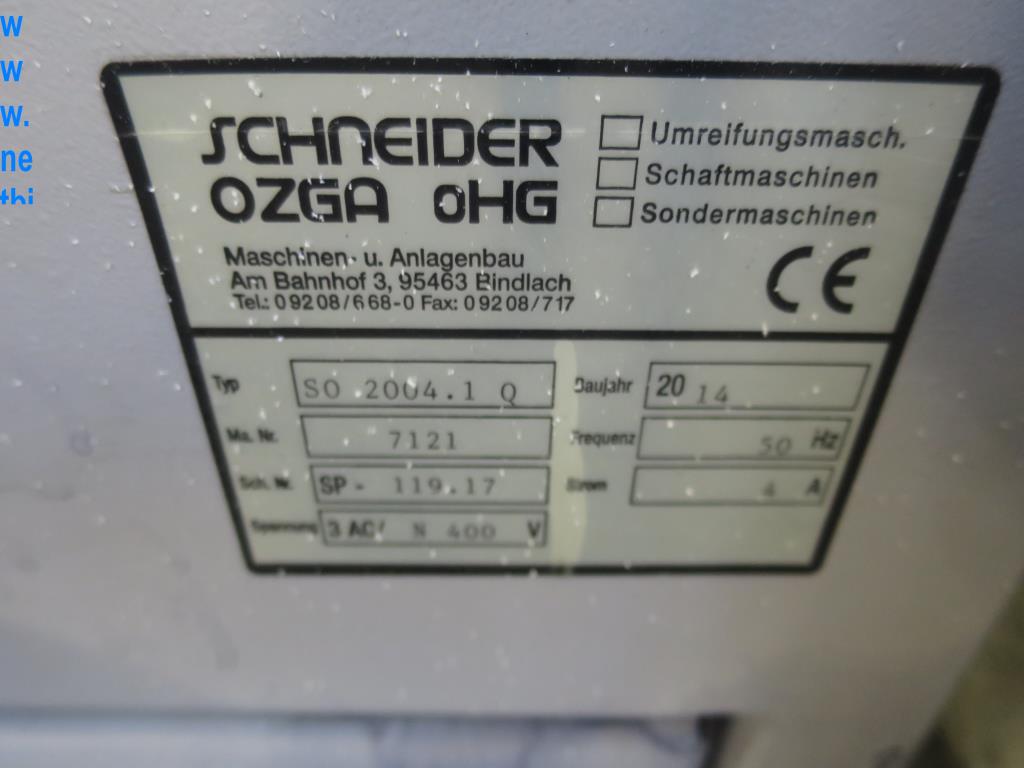 w
w
w.
ne
SCHNEIDER
OZGA oHG
Maschinen- u. Anlagenbau
Am Bahnhof 3, 95463 Bindlach
Tel.: 09208/668-0 Fax: 09208/717
Umreifungsmasch.
Schaftmaschinen
Sondermaschinen
CE
Typ SO 2004.1 Q Baujahr 20 14
Ma. Nr. 7121 Frequenz 50 Hz
Sch. Nr. SP - 119.17 Strom 4 A
Spannung 3 AC/ N 400 V